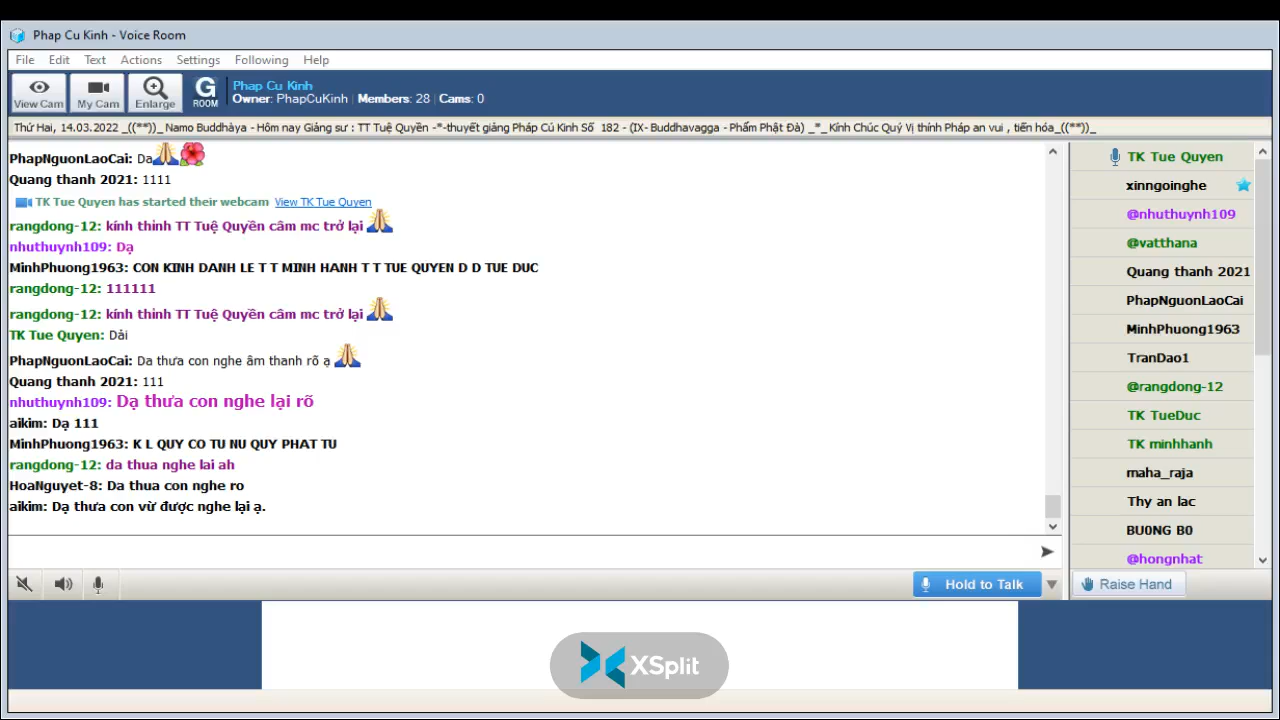 Phap Cu Kinh - Voice Room
File Edit Text Actions Settings Following Help
View Cam My Cam Enlarge G ROOM
Phap Cu Kinh
Owner: PhapCuKinh | Members: 28 | Cams: 0
Thứ Hai, 14.03.2022 _((**))_ Namo Buddhàya - Hôm nay Giảng sư : TT Tuệ Quyền -*-thuyết giảng Pháp Cú Kinh Số 182 - (IX- Buddhavagga - Phẩm Phật Đà) _*_ Kính Chúc Quý Vị thính Pháp an vui , tiến hóa_((**))_
PhapNguonLaoCai: Da
Quang thanh 2021: 1111
TK Tue Quyen has started their webcam View TK Tue Quyen
rangdong-12: kính thỉnh TT Tuệ Quyền câm mc trở lại
nhuthuynh109: Dạ
MinhPhuong1963: CON KINH DANH LE T T MINH HANH T T TUE QUYEN D D TUE DUC
rangdong-12: 111111
rangdong-12: kính thỉnh TT Tuệ Quyền câm mc trở lại
TK Tue Quyen: Dải
PhapNguonLaoCai: Da thưa con nghe âm thanh rõ ạ
Quang thanh 2021: 111
nhuthuynh109: Dạ thưa con nghe lại rõ
aikim: Dạ 111
MinhPhuong1963: K L QUY CO TU NU QUY PHAT TU
rangdong-12: da thua nghe lai ah
HoaNguyet-8: Da thua con nghe ro
aikim: Dạ thưa con vừ được nghe lại ạ.
Hold to Talk
TK Tue Quyen
xinngoinghe
@nhuthuynh109
@vatthana
Quang thanh 2021
PhapNguonLaoCai
MinhPhuong1963
TranDao1
@rangdong-12
TK TueDuc
TK minhhanh
maha_raja
Thy an lac
BU0NG B0
@hongnhat
Raise Hand
XSplit